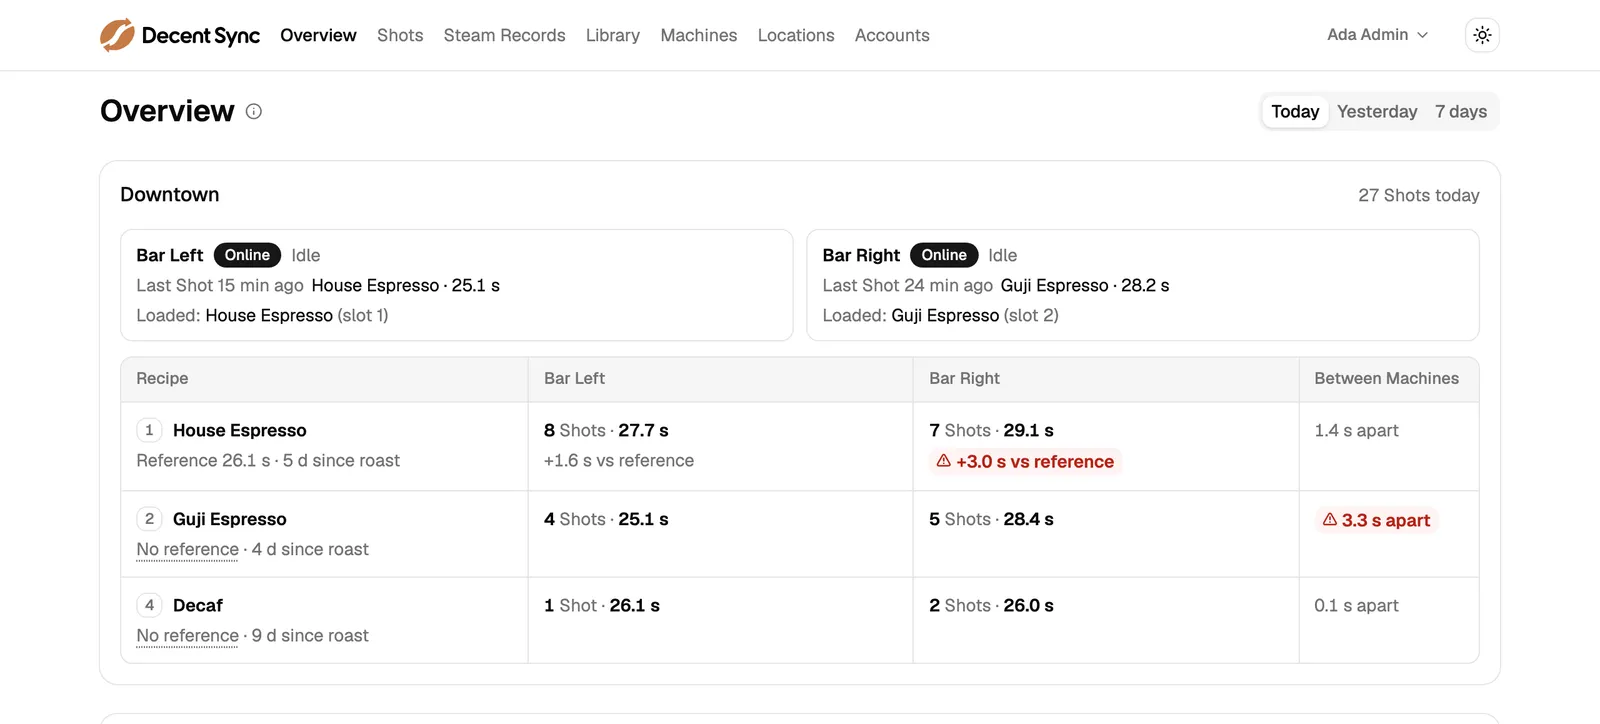 Decent Sync Overview Shots Steam Records Library Machines Locations Accounts Ada Admin
Overview Today Yesterday 7 days
Downtown 27 Shots today
Bar Left Online Idle
Last Shot 15 min ago House Espresso · 25.1 s
Loaded: House Espresso (slot 1)
Bar Right Online Idle
Last Shot 24 min ago Guji Espresso · 28.2 s
Loaded: Guji Espresso (slot 2)
Recipe Bar Left Bar Right Between Machines
1 House Espresso 8 Shots · 27.7 s 7 Shots · 29.1 s 1.4 s apart
Reference 26.1 s · 5 d since roast +1.6 s vs reference +3.0 s vs reference
2 Guji Espresso 4 Shots · 25.1 s 5 Shots · 28.4 s 3.3 s apart
No reference · 4 d since roast
4 Decaf 1 Shot · 26.1 s 2 Shots · 26.0 s 0.1 s apart
No reference · 9 d since roast